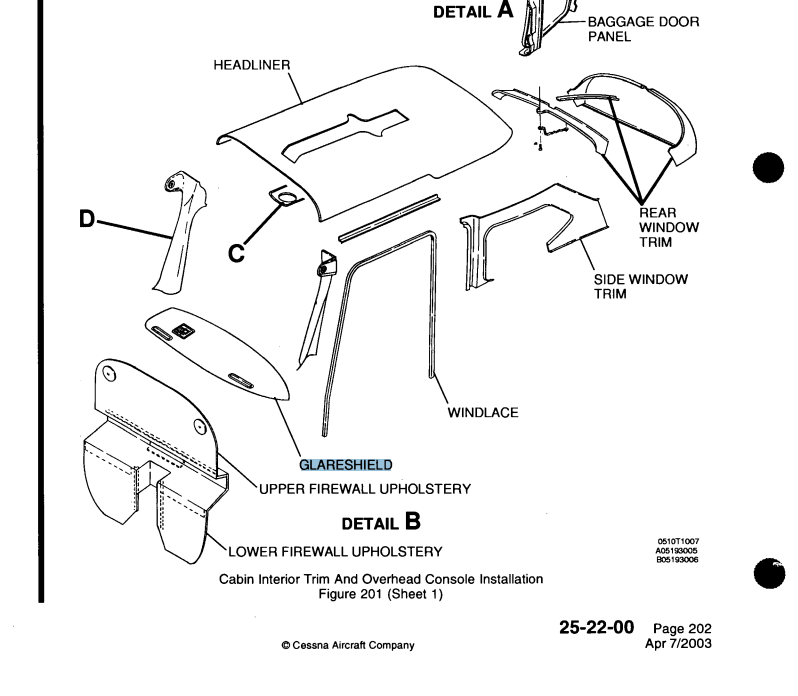 DETAIL A
BAGGAGE DOOR
PANEL
HEADLINER
D
C
REAR
WINDOW
TRIM
SIDE WINDOW
TRIM
WINDLACE
GLARESHIELD
UPPER FIREWALL UPHOLSTERY
DETAIL B
LOWER FIREWALL UPHOLSTERY
0510T1007
A05193005
B05193006
Cabin Interior Trim And Overhead Console Installation
Figure 201 (Sheet 1)
25-22-00 Page 202
Apr 7/2003
© Cessna Aircraft Company